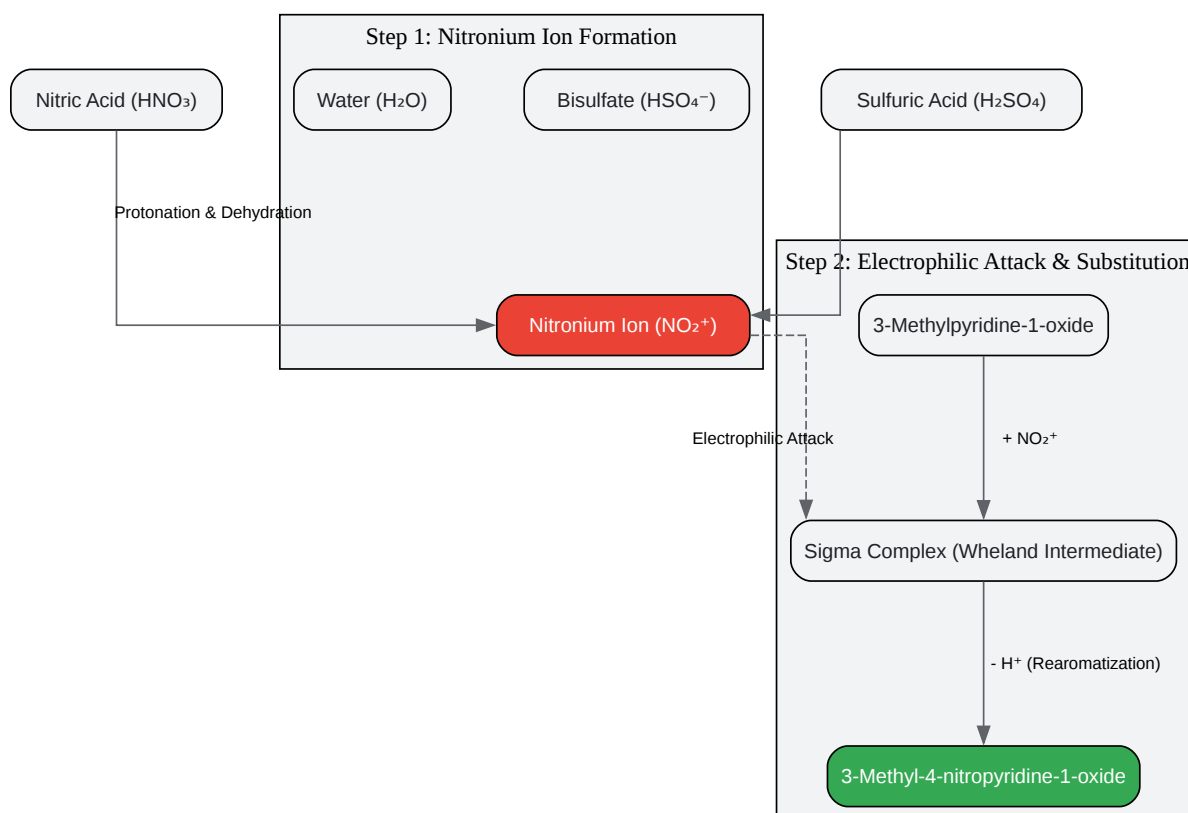 Step 1: Nitronium Ion Formation
Nitric Acid (HNO₃)
Water (H₂O)
Bisulfate (HSO₄⁻)
Sulfuric Acid (H₂SO₄)
Protonation & Dehydration
Step 2: Electrophilic Attack & Substitution
Nitronium Ion (NO₂⁺)
3-Methylpyridine-1-oxide
Electrophilic Attack
+ NO₂⁺
Sigma Complex (Wheland Intermediate)
- H⁺ (Rearomatization)
3-Methyl-4-nitropyridine-1-oxide